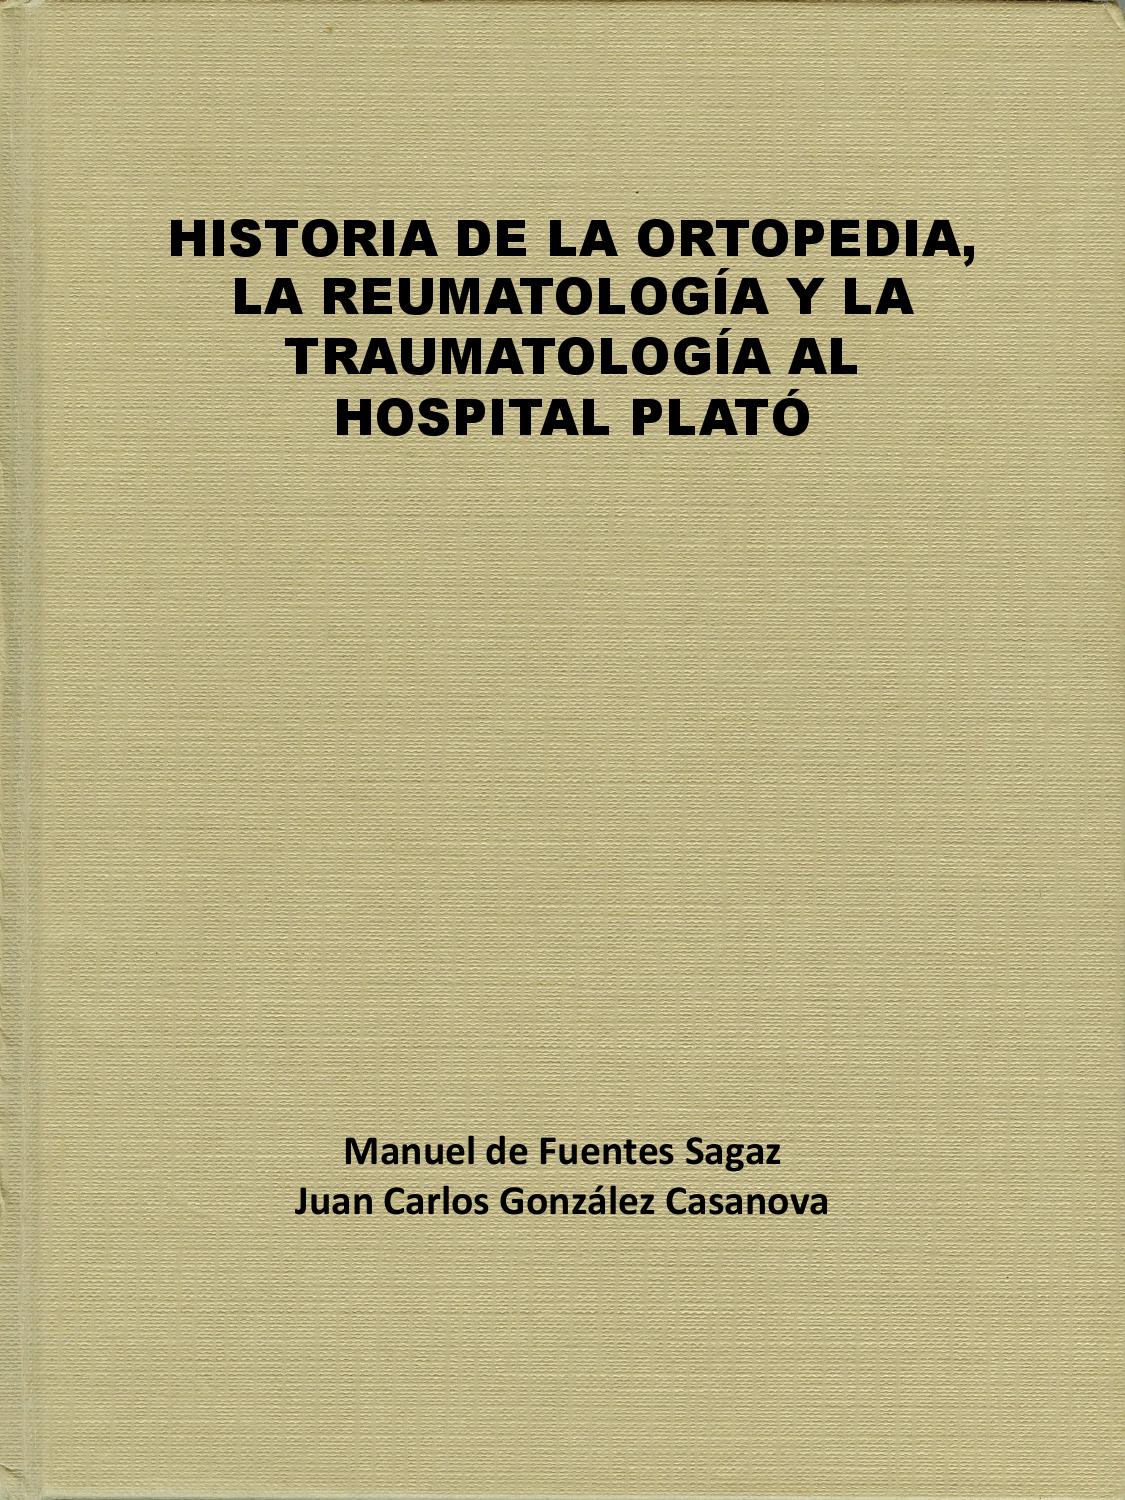 HISTORIA DE LA ORTOPEDIA,
LA REUMATOLOGÍA Y LA
TRAUMATOLOGÍA AL
HOSPITAL PLATÓ
Manuel de Fuentes Sagaz
Juan Carlos González Casanova